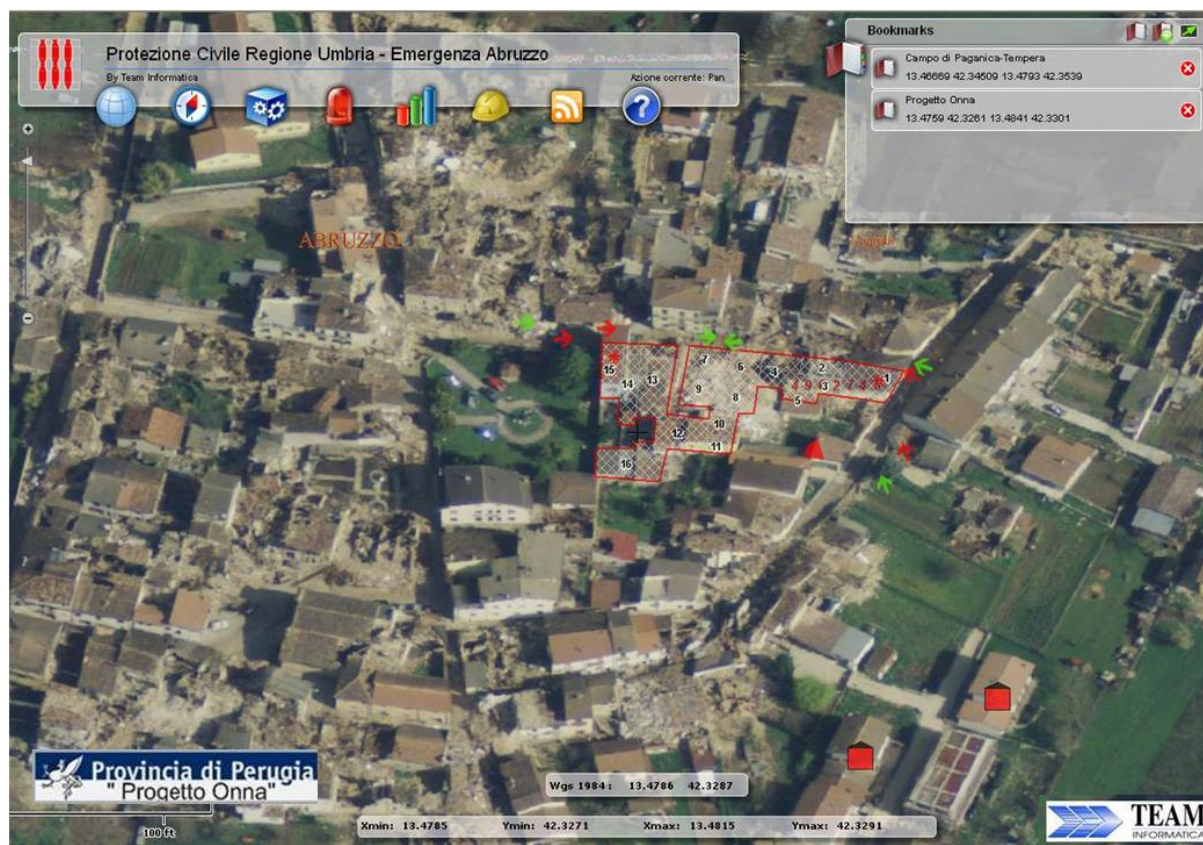 Protezione Civile Regione Umbria - Emergenza Abruzzo
By Team Informatica
Azione corrente: Pan
Bookmarks
Campo di Paganica-Tempera
13.46669 42.34509 13.4793 42.3539
Progetto Onna
13.4759 42.3261 13.4841 42.3301
ABRUZZO
7
6
4
2
1
15
14
13
9
8
3
5
10
12
11
16
Provincia di Perugia
" Progetto Onna"
100 ft
Wgs 1984 : 13.4786 42.3287
Xmin: 13.4785 Ymin: 42.3271 Xmax: 13.4815 Ymax: 42.3291
TEAM
INFORMATICA